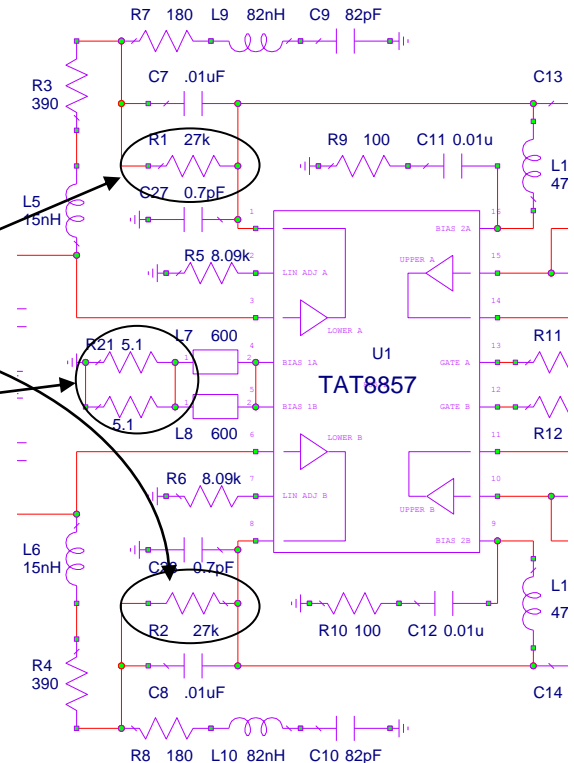 R7 180 L9 82nH C9 82pF
C7 .01uF
C13
R3
390
R1 27k
R9 100
C11 0.01u
L1
47
C27 0.7pF
L5
15nH
1
16
BIAS 2A
R5 8.09k
2
LIN ADJ A
UPPER A
15
3
14
LOWER A
L7 600
R21 5.1
1
2
4
BIAS 1A
U1
GATE A
13
R11
TAT8857
1
2
5
BIAS 1B
GATE B
12
5.1
R12
L8 600
6
LOWER B
11
R6 8.09k
7
LIN ADJ B
10
UPPER B
8
9
BIAS 2B
L6
15nH
0.7pF
L1
47
R2 27k
R10 100
C12 0.01u
R4
390
C8 .01uF
C14
R8 180 L10 82nH C10 82pF